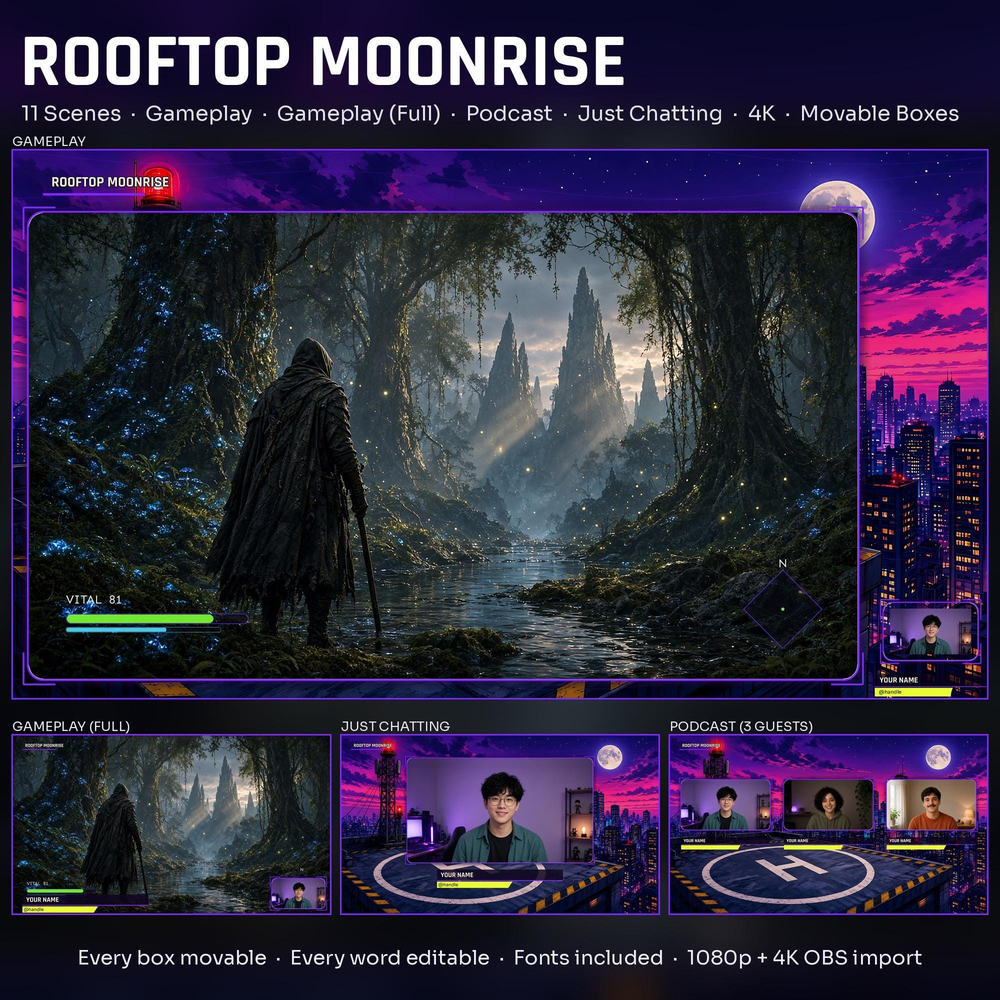 ROOFTOP MOONRISE
11 Scenes · Gameplay · Gameplay (Full) · Podcast · Just Chatting · 4K · Movable Boxes
GAMEPLAY
ROOFTOP MOONRISE
N
VITAL 81
YOUR NAME
@handle
GAMEPLAY (FULL)
JUST CHATTING
PODCAST (3 GUESTS)
ROOFTOP MOONRISE
ROOFTOP MOONRISE
ROOFTOP MOONRISE
H
VITAL 81
YOUR NAME
@handle
YOUR NAME
@handle
YOUR NAME
YOUR NAME
YOUR NAME
Every box movable · Every word editable · Fonts included · 1080p + 4K OBS import